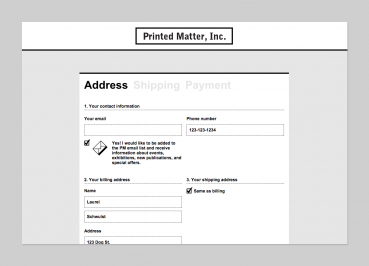 Printed Matter, Inc.
Address Shipping Payment
1. Your contact information
Your email
Phone number
123-123-1234
Yes! I would like to be added
to the PM email list and receive
information about events,
exhibitions, new publications, and
special offers.
2. Your billing address
3. Your shipping address
Name
Same as billing
Laurel
Schwulst
Address
123 Dog St.